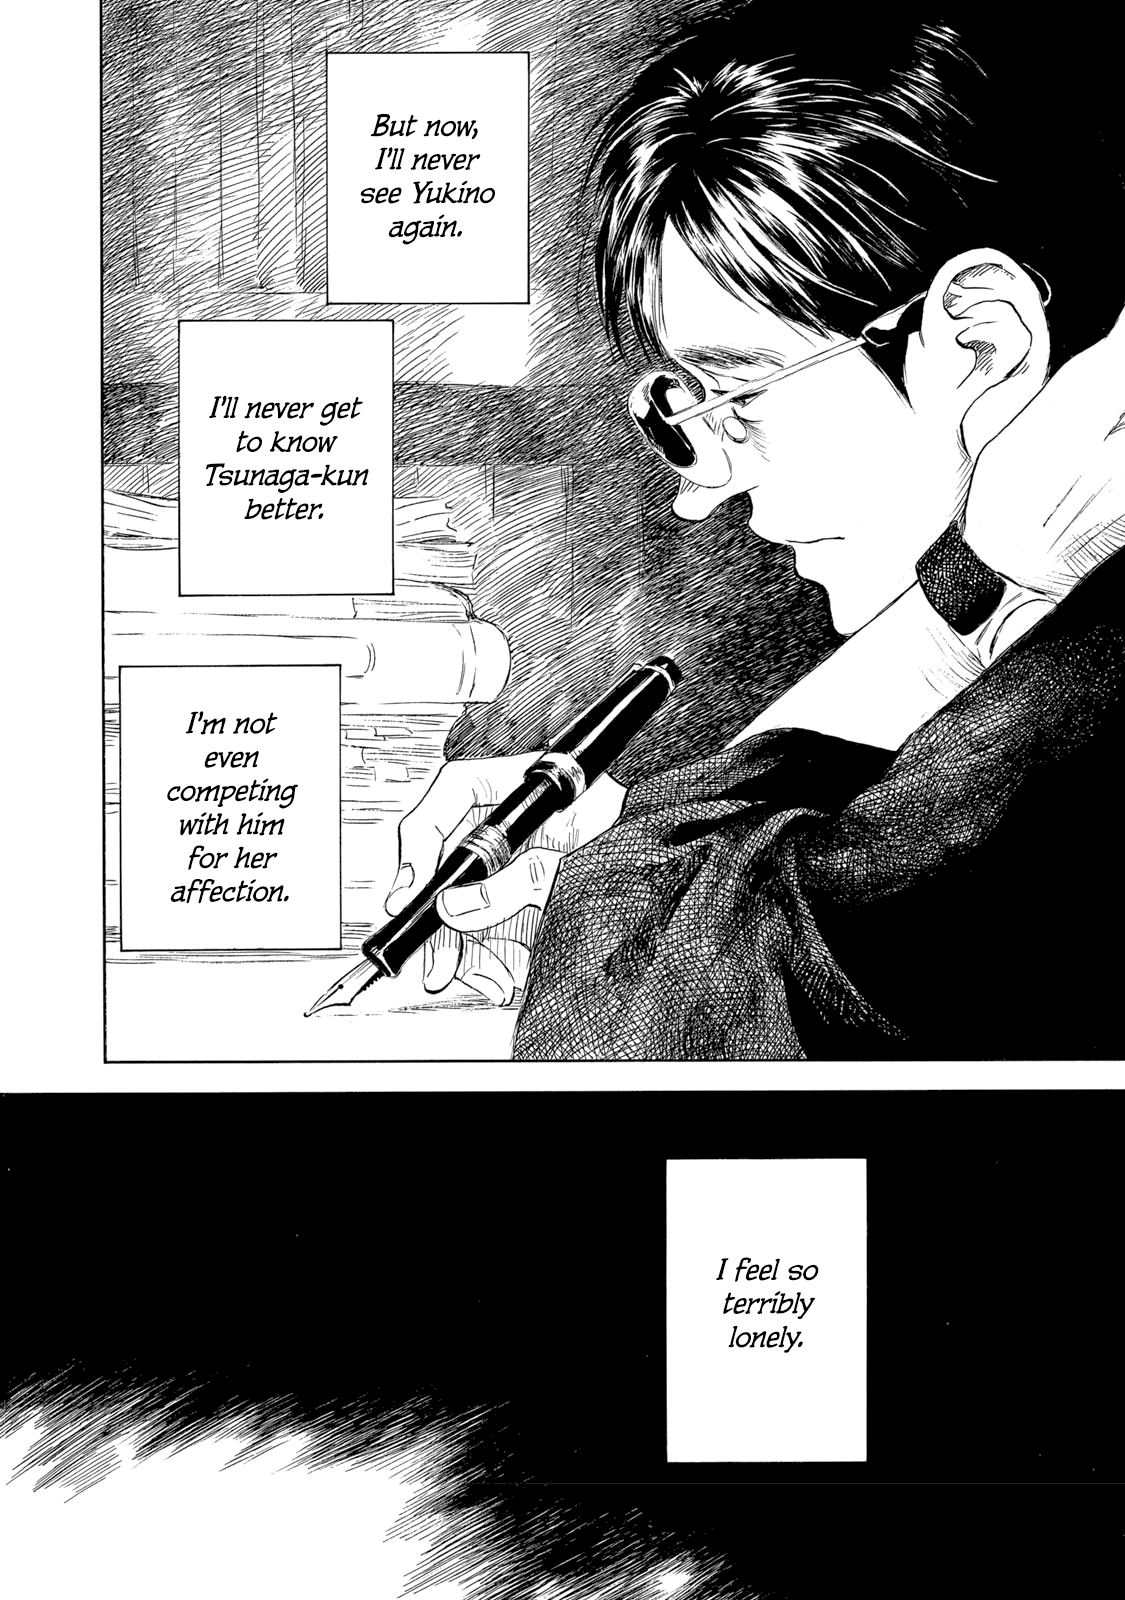 But now,
I'll never
see Yukino
again.
I'll never get
to know
Tsunaga-kun
better.
I'm not
even
competing
with him
for her
affection.
I feel so
terribly
lonely.